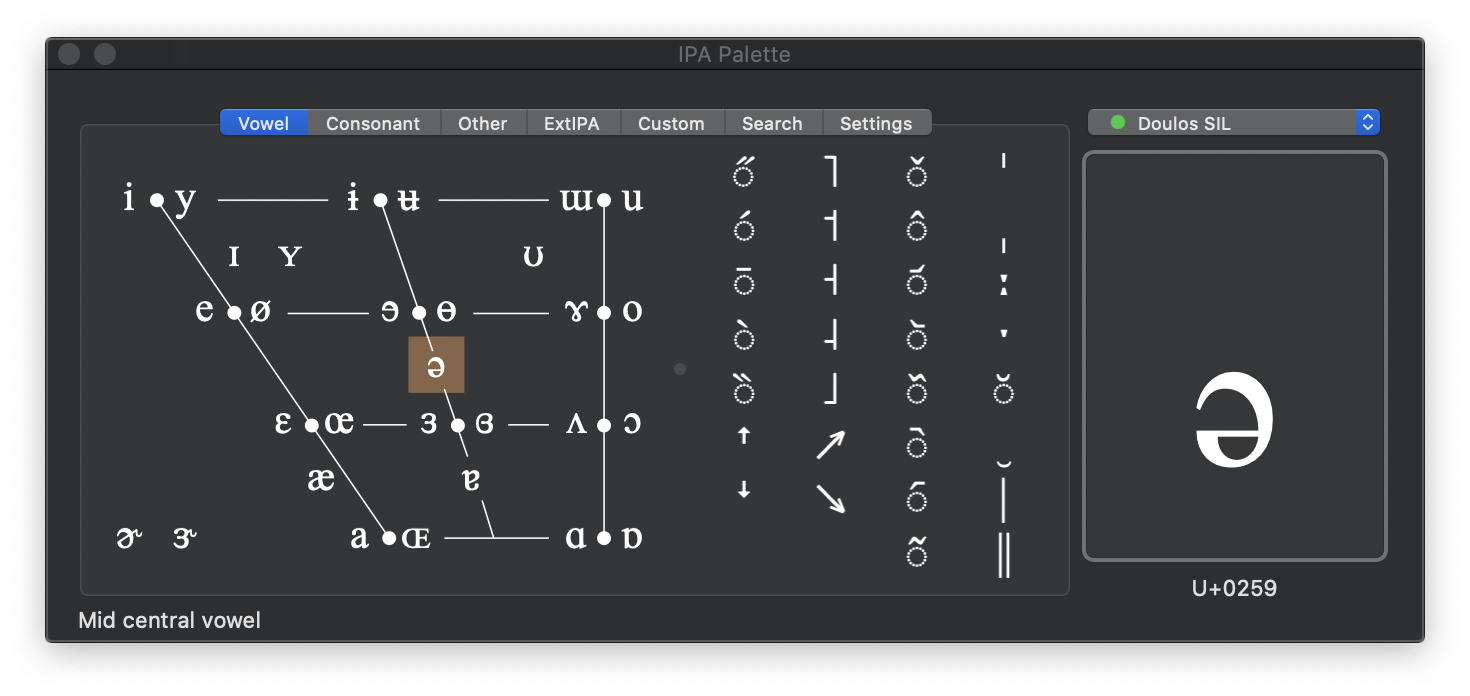 IPA Palette
Vowel Consonant Other ExtIPA Custom Search Settings
Doulos SIL
i y ɨ ʉ ɯ u
ɪ ʏ ʊ
e ø ɘ ɵ ɤ o
ə
ɛ œ ɜ ɞ ʌ ɔ
æ ɐ
a ɶ ɑ ɒ
ɚ ɝ
◌̋ ˥ ◌̌ ˈ
◌́ ˦ ◌̂ ˌ
◌̄ ˧ ◌᷄ ː
◌̀ ˨ ◌᷅ ˑ
◌̏ ˩ ◌᷈ ◌̆
ꜛ ↗ ◌᷇ ‿
ꜜ ↘ ◌᷆ |
◌̃ ‖
ə
U+0259
Mid central vowel